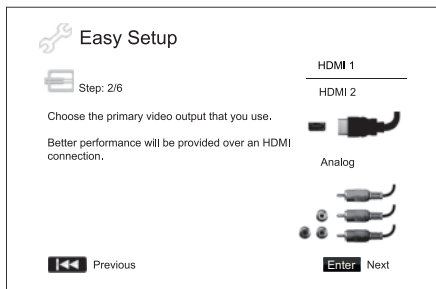 Easy Setup
Step: 2/6
Choose the primary video output that you use.
Better performance will be provided over an HDMI
connection.
HDMI 1
HDMI 2
Analog
Previous
Enter Next